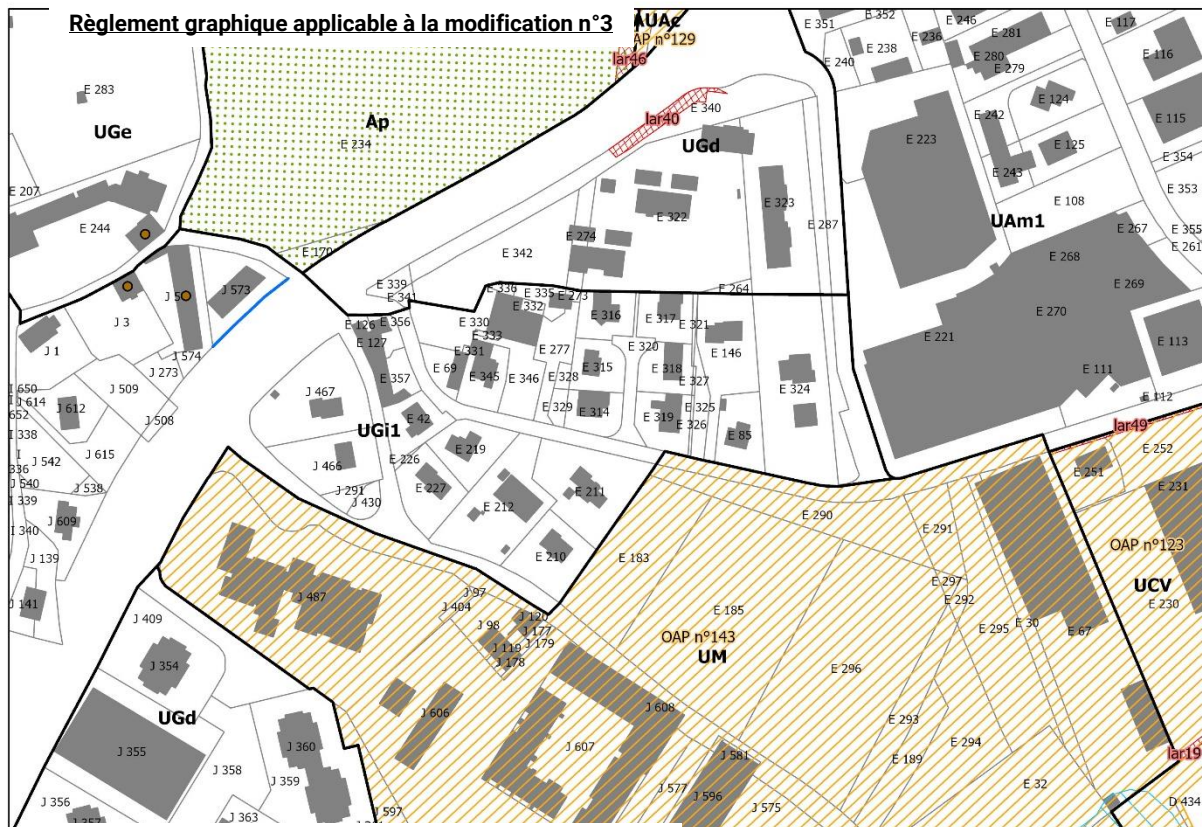 Règlement graphique applicable à la modification n°3
AUAc
AP n°129
lar46
E 351
E 352
E 246
E 117
E 236
E 281
E 238
E 240
E 280
E 279
E 116
E 283
UGe
Ap
E 234
E 340
lar40
UGd
E 124
E 242
E 115
E 223
E 125
E 354
E 243
E 353
E 207
E 322
E 323
E 108
UAm1
E 287
E 267
E 355
E 244
E 274
E 261
E 170
E 342
E 268
E 339
E 269
E 341
E 336
E 335
E 273
E 264
J 573
E 332
E 316
E 317
E 270
J 3
E 126
E 356
E 330
E 321
E 333
E 127
E 320
E 146
E 221
J 1
E 331
E 277
E 113
J 574
E 69
E 315
E 318
J 273
E 357
E 345
E 346
E 328
E 327
E 111
I 650
J 509
J 467
E 324
J 614
E 112
652
J 612
E 329
E 314
E 325
J 508
E 42
E 319
E 326
lar49
I 338
UGi1
E 85
E 219
E 252
I
336
J 542
J 615
J 466
E 226
E 251
J 540
J 538
J 291
E 227
E 211
E 231
I 339
J 430
E 212
J 609
E 290
E 291
I 340
OAP n°123
J 139
E 210
E 183
UCV
E 297
J 487
J 97
E 292
J 141
J 404
E 185
E 230
J 409
J 98
J 120
E 295
E 30
E 67
J 177
OAP n°143
J 119
J 179
UM
J 354
J 178
E 296
UGd
J 606
J 608
E 293
J 355
J 360
J 607
E 294
J 581
E 189
lar19
J 358
J 359
E 32
J 577
J 596
J 575
J 356
J 363
J 597
D 434
J 357